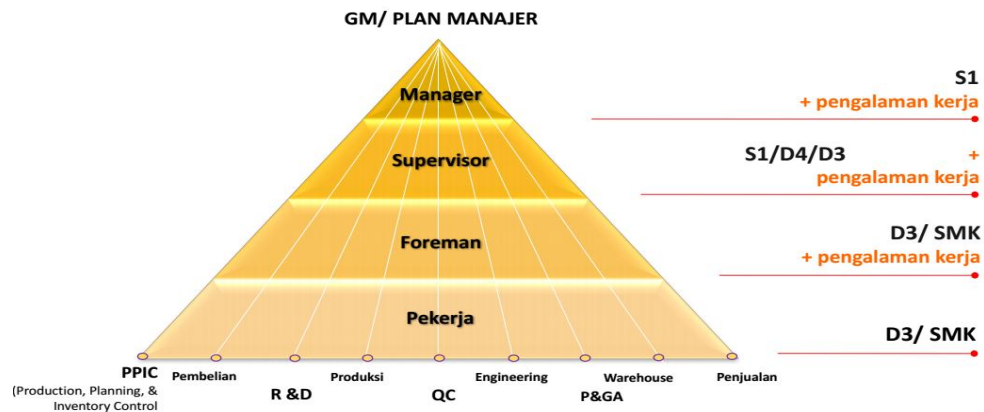 GM/ PLAN MANAJER
Manager
S1
+ pengalaman kerja
Supervisor
S1/D4/D3 +
pengalaman kerja
Foreman
D3/ SMK
+ pengalaman kerja
Pekerja
D3/ SMK
PPIC
(Production, Planning, &
Inventory Control
Pembelian
R &D
Produksi
QC
Engineering
P&GA
Warehouse
Penjualan